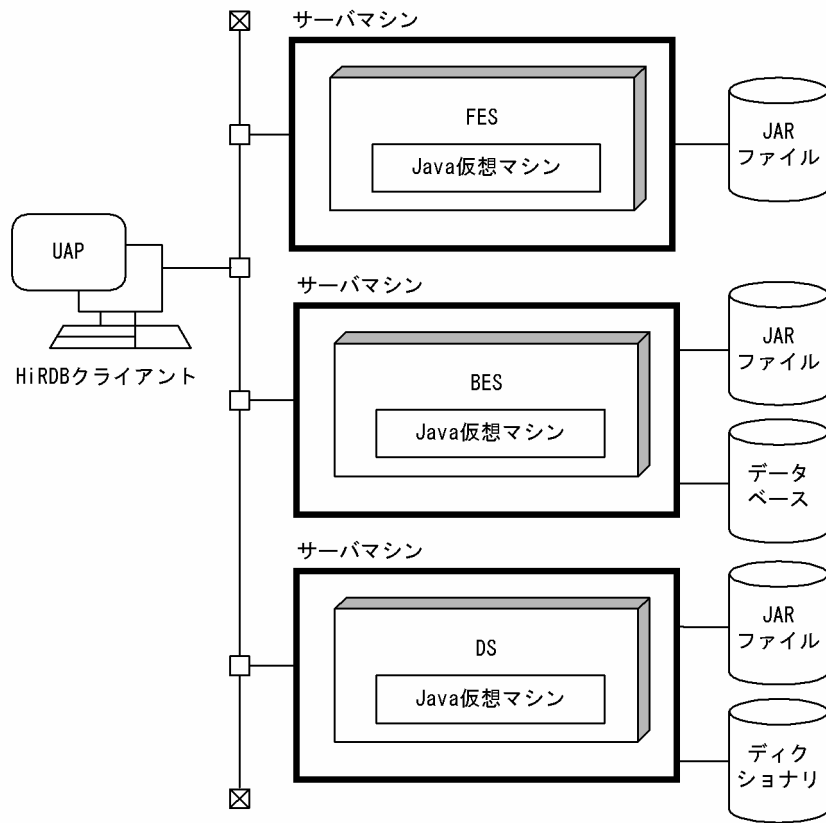 サーバマシン
FES
Java仮想マシン
JAR
ファイル
UAP
HiRDBクライアント
サーバマシン
BES
Java仮想マシン
JAR
ファイル
データ
ベース
サーバマシン
DS
Java仮想マシン
JAR
ファイル
ディク
ショナリ